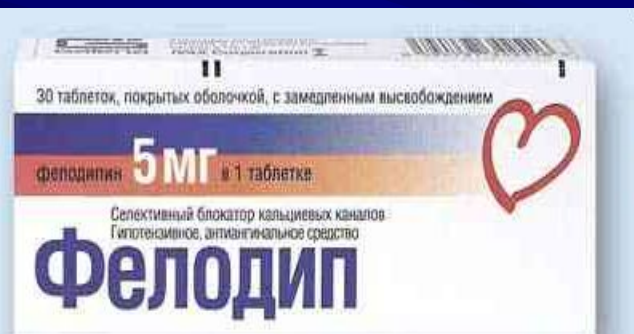 30 таблеток, покрытых оболочкой, с замедленным высвобождением
фелодипин 5 мг в 1 таблетке
Селективный блокатор кальциевых каналов
Гипотензивное, антиангинальное средство
Фелодип